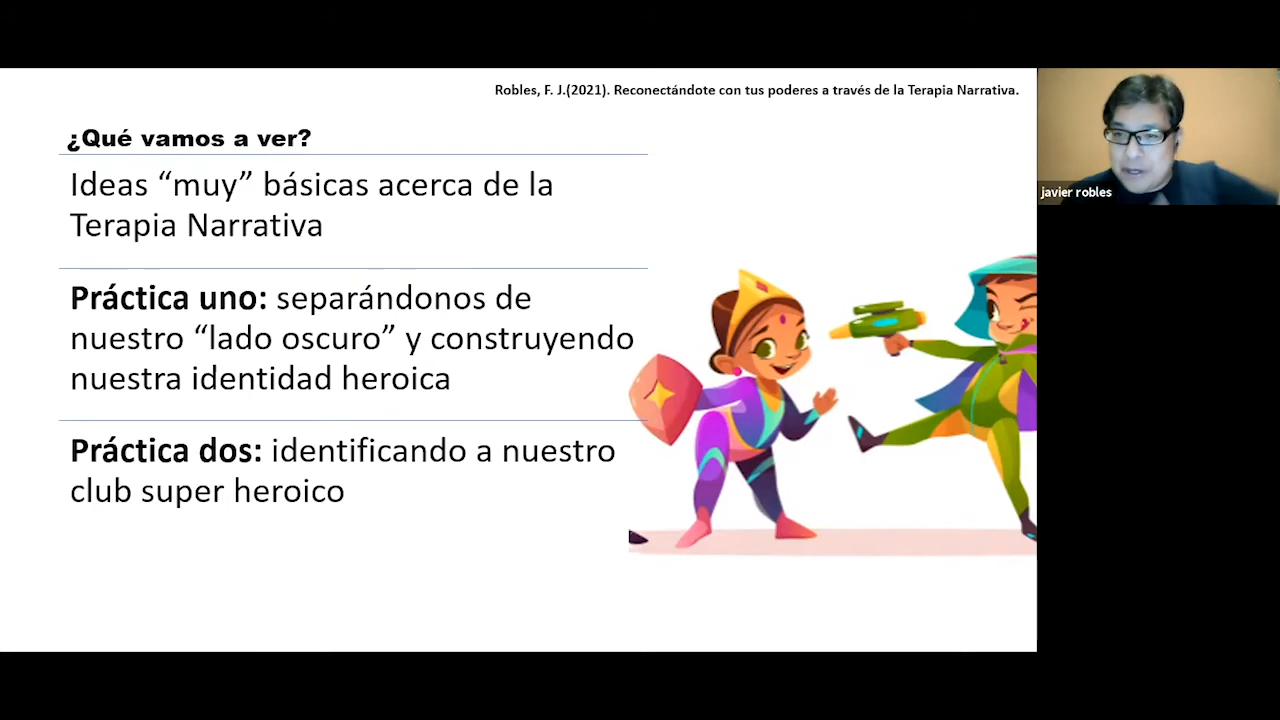 Robles, F. J.(2021). Reconectándote con tus poderes a través de la Terapia Narrativa.
¿Qué vamos a ver?
Ideas “muy” básicas acerca de la
Terapia Narrativa
Práctica uno: separándonos de
nuestro “lado oscuro” y construyendo
nuestra identidad heroica
Práctica dos: identificando a nuestro
club super heroico
javier robles